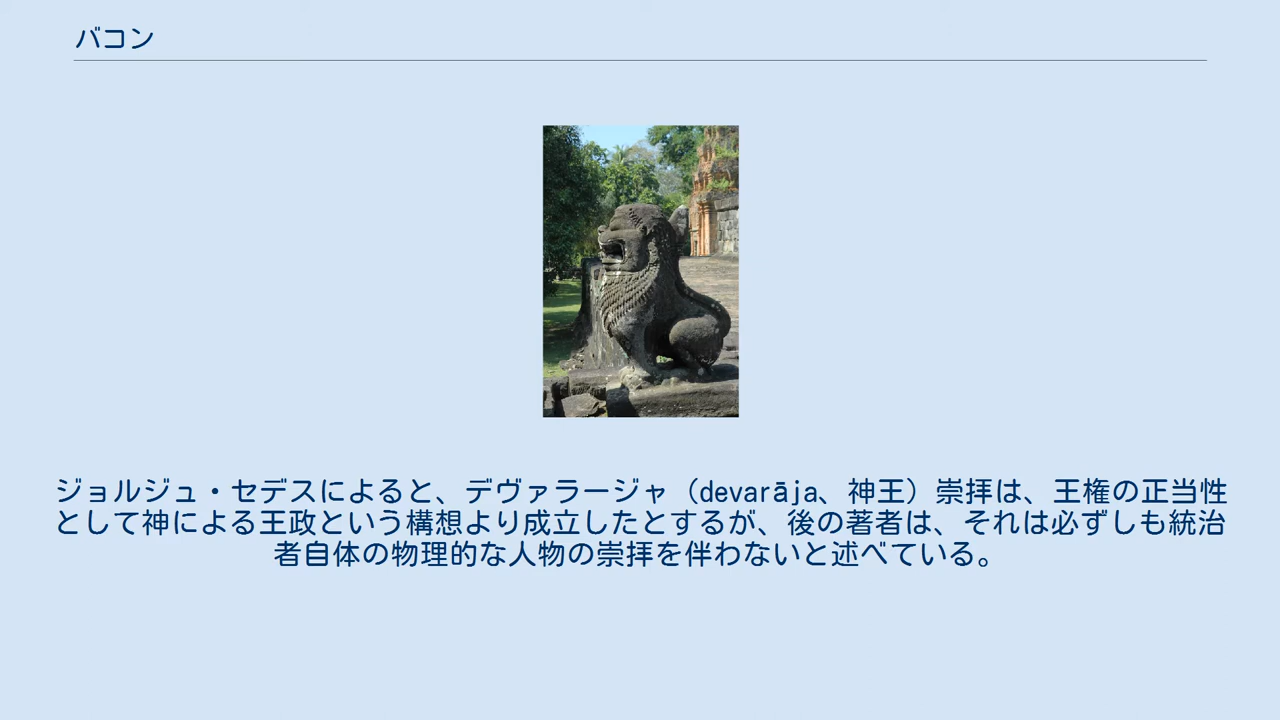 バコン
ジョルジュ・セデスによると、デヴァラージャ（devarāja、神王）崇拝は、王権の正当性
として神による王政という構想より成立したとするが、後の著者は、それは必ずしも統治
者自体の物理的な人物の崇拝を伴わないと述べている。